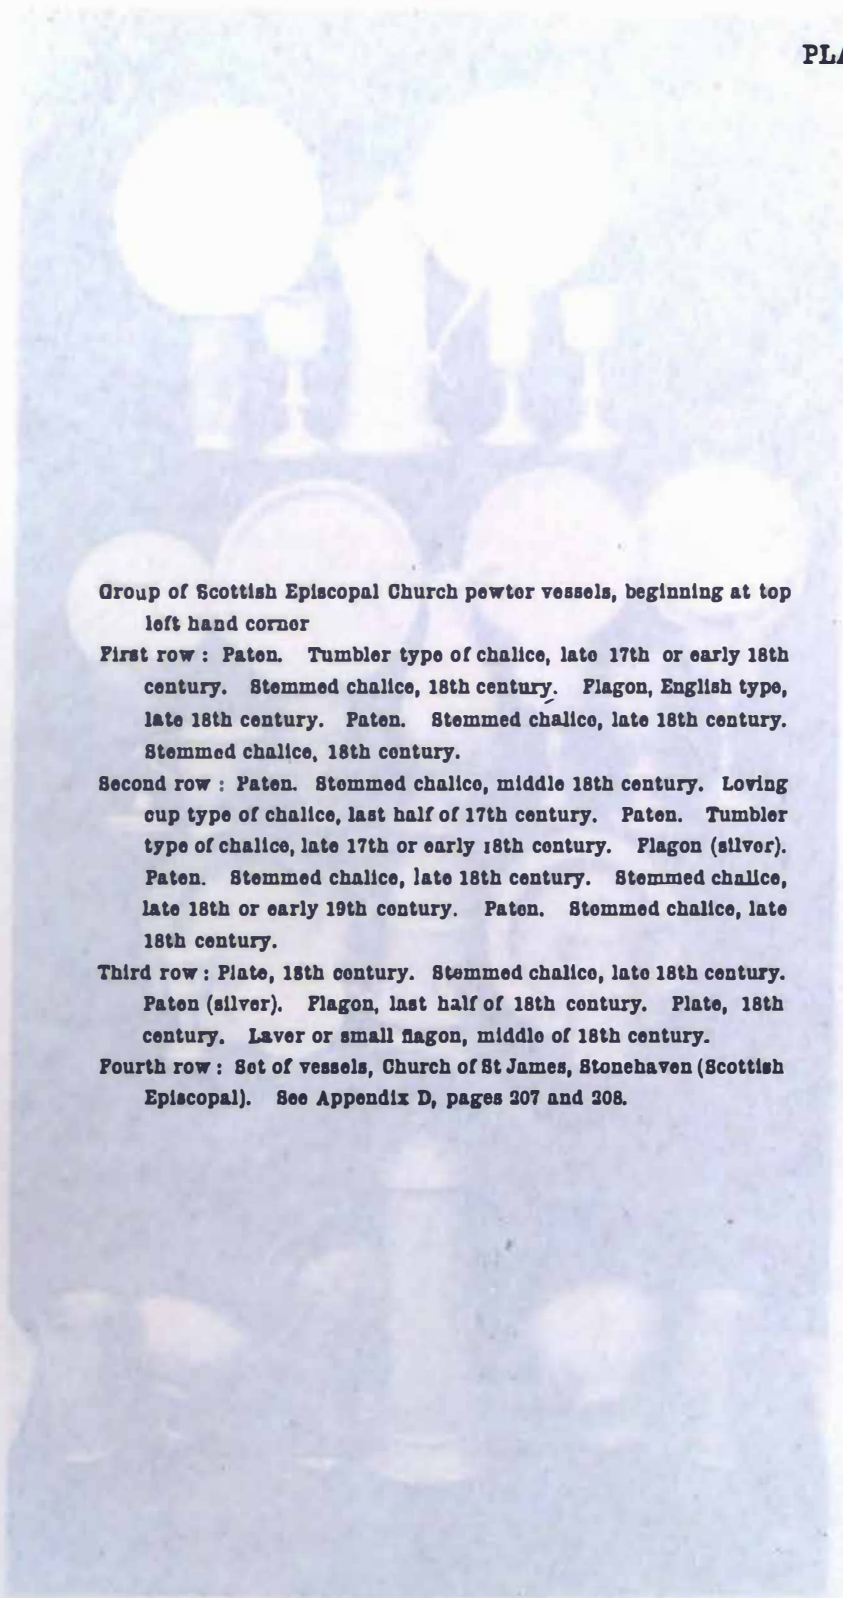 PLA
Group of Scottish Episcopal Church pewter vessels, beginning at top
left hand corner
First row : Paten. Tumbler type of chalice, late 17th or early 18th
century. Stemmed chalice, 18th century. Flagon, English type,
late 18th century. Paten. Stemmed chalice, late 18th century.
Stemmed chalice, 18th century.
Second row : Paten. Stemmed chalice, middle 18th century. Loving
cup type of chalice, last half of 17th century. Paten. Tumbler
type of chalice, late 17th or early 18th century. Flagon (silver).
Paten. Stemmed chalice, late 18th century. Stemmed chalice,
late 18th or early 19th century. Paten. Stemmed chalice, late
18th century.
Third row : Plate, 18th century. Stemmed chalice, late 18th century.
Paten (silver). Flagon, last half of 18th century. Plate, 18th
century. Laver or small flagon, middle of 18th century.
Fourth row : Set of vessels, Church of St James, Stonehaven (Scottish
Episcopal). See Appendix D, pages 207 and 208.